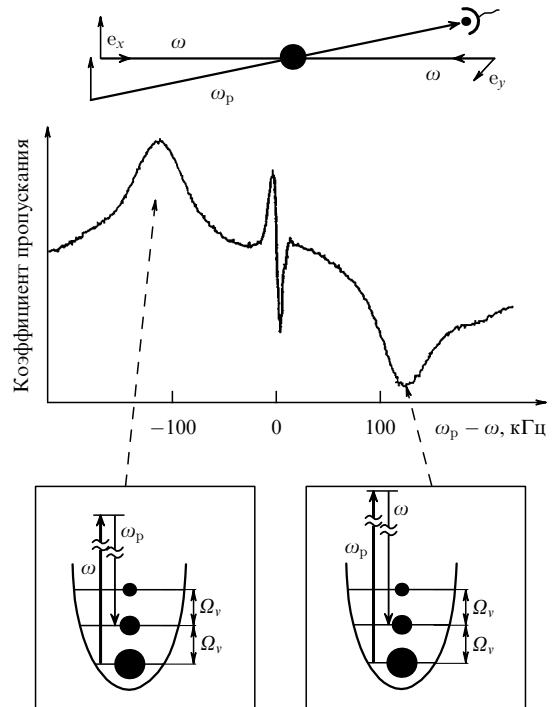 e_x
ω
ω
e_y
ω_p
Коэффициент пропускания
−100
0
100
ω_p − ω, кГц
ω_p
ω
Ω_v
Ω_v
ω
ω_p
Ω_v
Ω_v